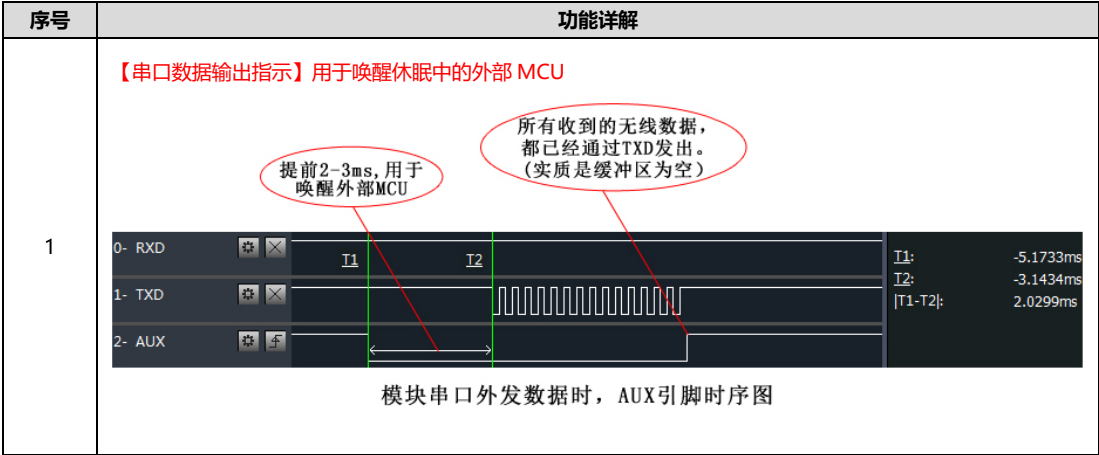 序号 功能详解
1
【串口数据输出指示】用于唤醒休眠中的外部 MCU
所有收到的无线数据,
都已经通过TXD发出。
(实质是缓冲区为空)
提前2-3ms,用于
唤醒外部MCU
0- RXD
T1 T2
1- TXD
2- AUX
T1: -5.1733ms
T2: -3.1434ms
|T1-T2|: 2.0299ms
模块串口外发数据时，AUX引脚时序图